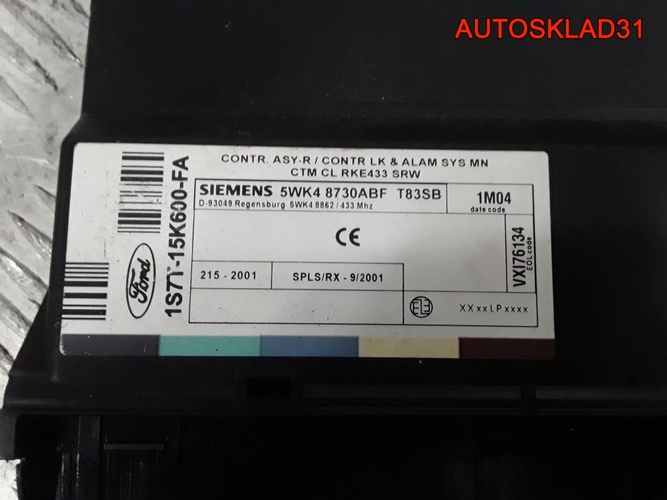 AUTOSKLAD31
CONTR. ASY-R / CONTR LK & ALAM SYS MN
CTM CL RKE433 SRW
SIEMENS 5WK4 8730ABF T83SB
D-93049 Regensburg 5WK4 8862 / 433 Mhz
1M04
date code
CE
VXI76134
EOL code
215 - 2001
SPLS/RX - 9/2001
XXxxLPxxxx
Ford
1S7T-15K600-FA